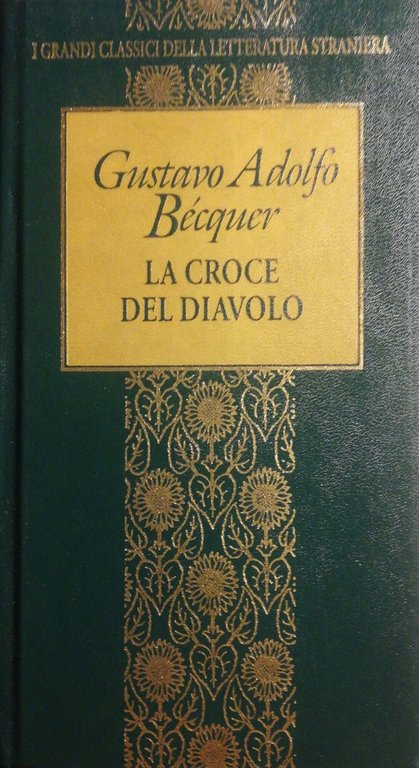 I GRANDI CLASSICI DELLA LETTERATURA STRANIERA
Gustavo Adolfo
Bécquer
LA CROCE
DEL DIAVOLO